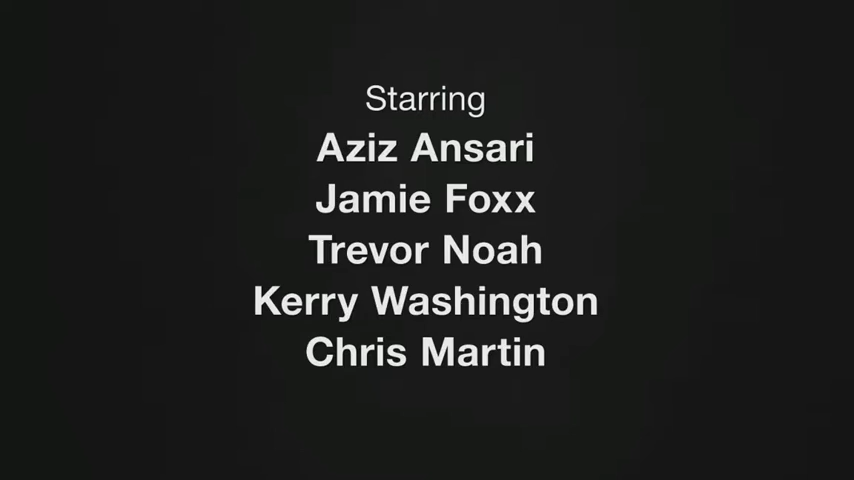 Starring
Aziz Ansari
Jamie Foxx
Trevor Noah
Kerry Washington
Chris Martin